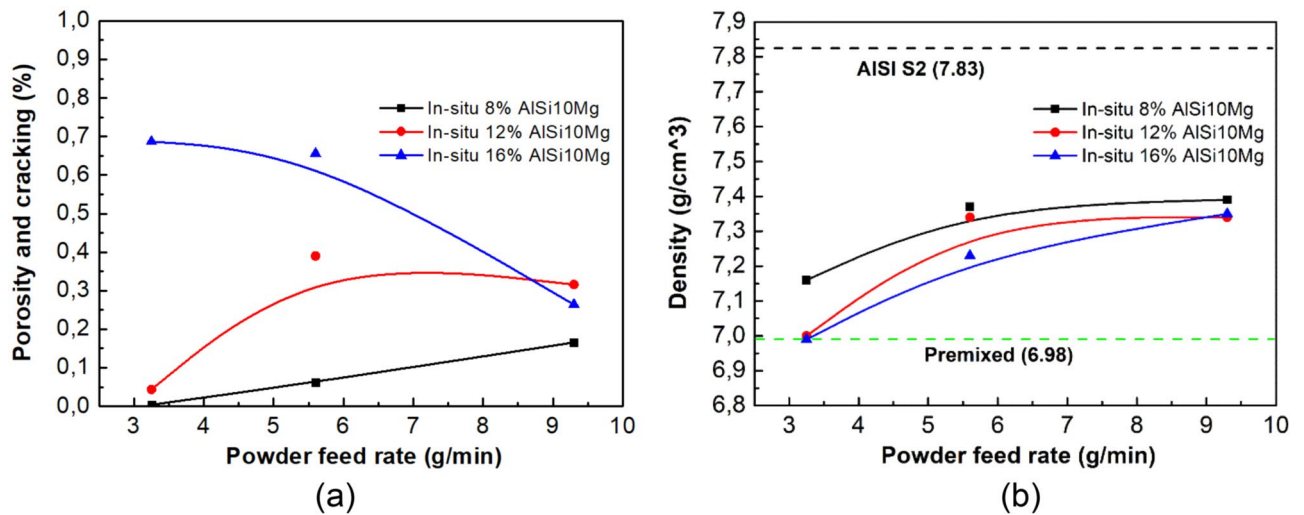 1,0
0,9
0,8
0,7
0,6
0,5
0,4
0,3
0,2
0,1
0,0
Porosity and cracking (%)
In-situ 8% AlSi10Mg
In-situ 12% AlSi10Mg
In-situ 16% AlSi10Mg
3 4 5 6 7 8 9 10
Powder feed rate (g/min)
(a)
7,9
7,8
7,7
7,6
7,5
7,4
7,3
7,2
7,1
7,0
6,9
6,8
Density (g/cm^3)
AISI S2 (7.83)
In-situ 8% AlSi10Mg
In-situ 12% AlSi10Mg
In-situ 16% AlSi10Mg
Premixed (6.98)
3 4 5 6 7 8 9 10
Powder feed rate (g/min)
(b)